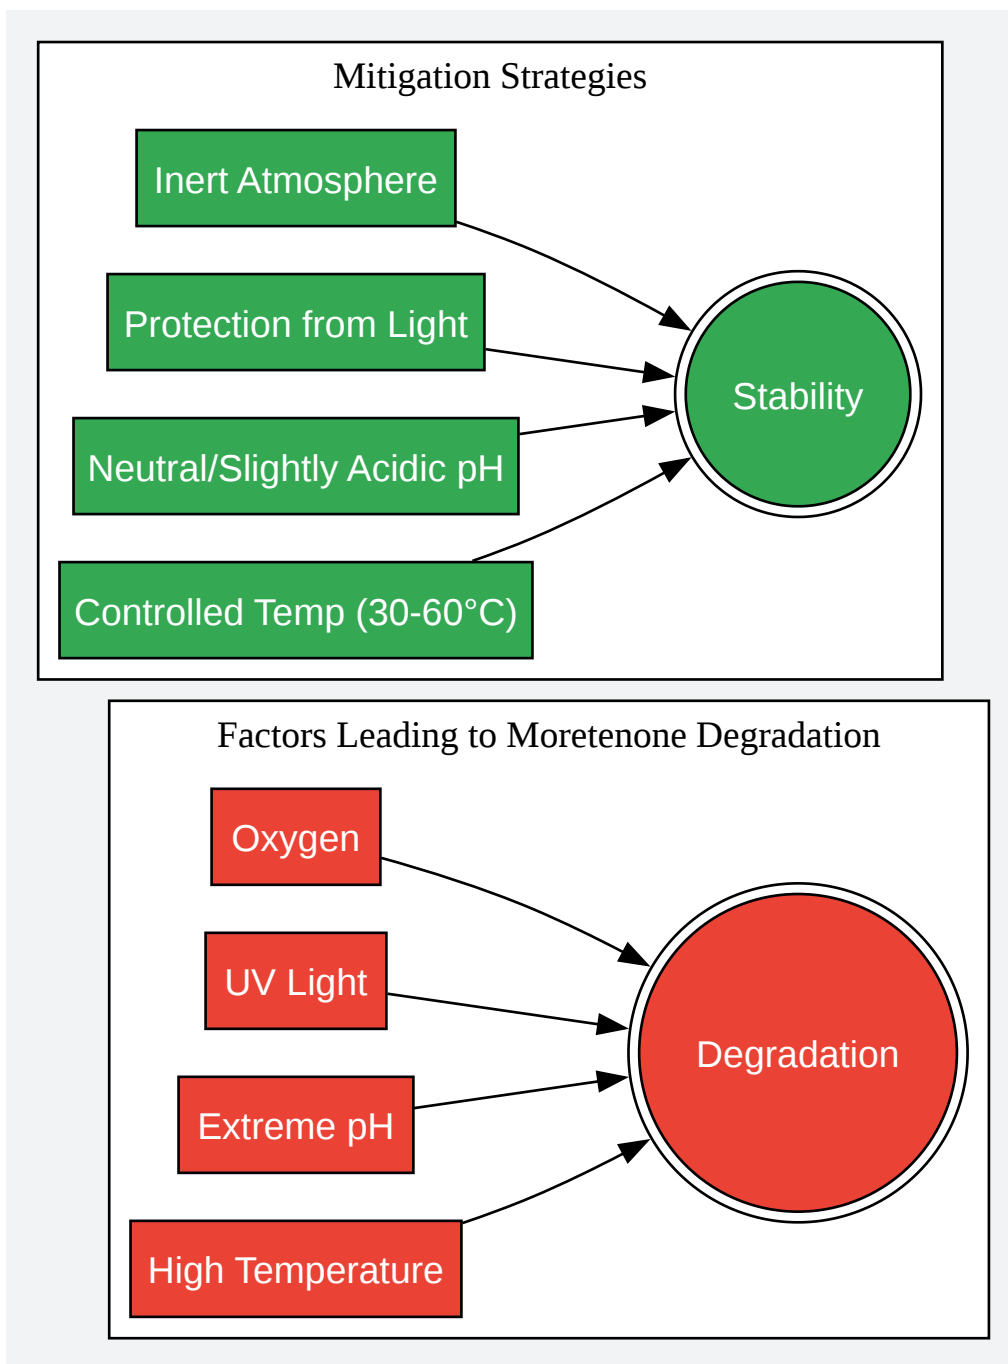 Mitigation Strategies
Inert Atmosphere
Protection from Light
Neutral/Slightly Acidic pH
Controlled Temp (30-60°C)
Stability
Factors Leading to Moretenone Degradation
Oxygen
UV Light
Extreme pH
High Temperature
Degradation